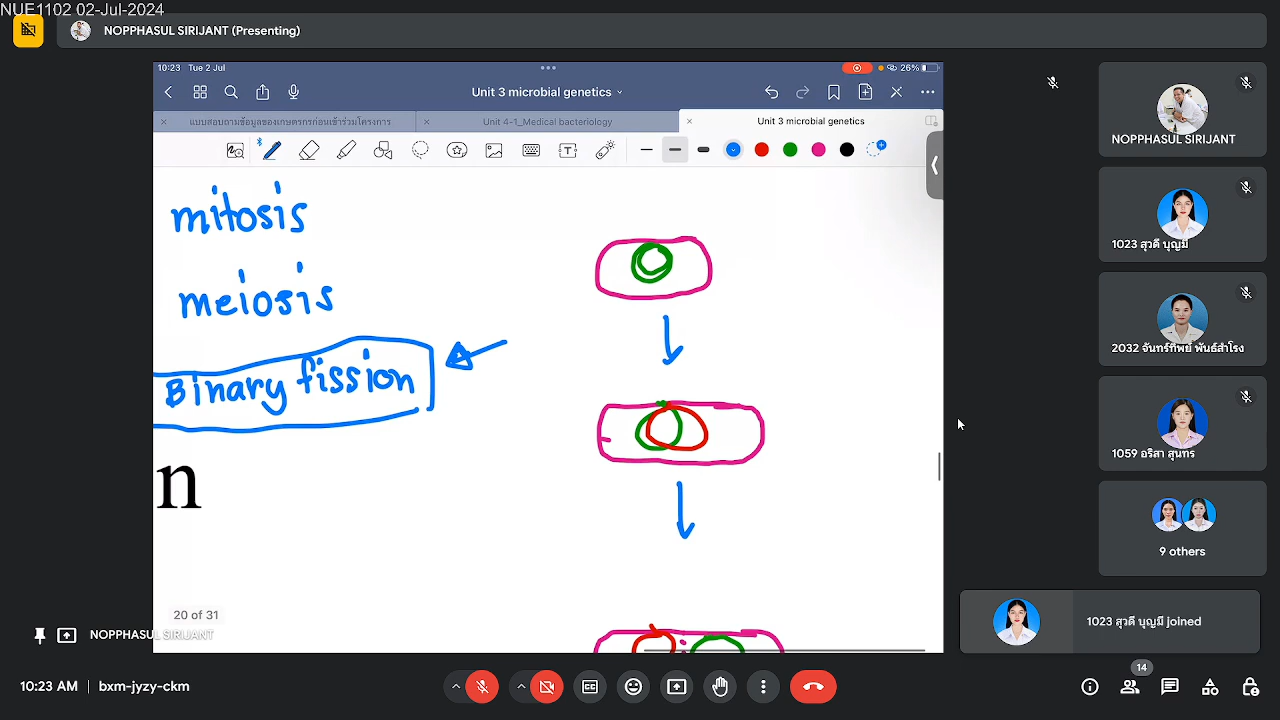 NUE1102 02-Jul-2024
NOPPHASUL SIRIJANT (Presenting)
10:23 Tue 2 Jul
26%
Unit 3 microbial genetics
แบบสอบถามข้อมูลของเกษตรกรก่อนเข้าร่วมโครงการ
Unit 4-1_Medical bacteriology
Unit 3 microbial genetics
mitosis
meiosis
Binary fission
n
20 of 31
NOPPHASUL SIRIJANT
NOPPHASUL SIRIJANT
1023 สุวดี บุญมี
2032 จันทร์ทิพย์ พันธ์สำโรง
1059 อริสา สุนทร
9 others
1023 สุวดี บุญมี joined
14
10:23 AM | bxm-jyzy-ckm